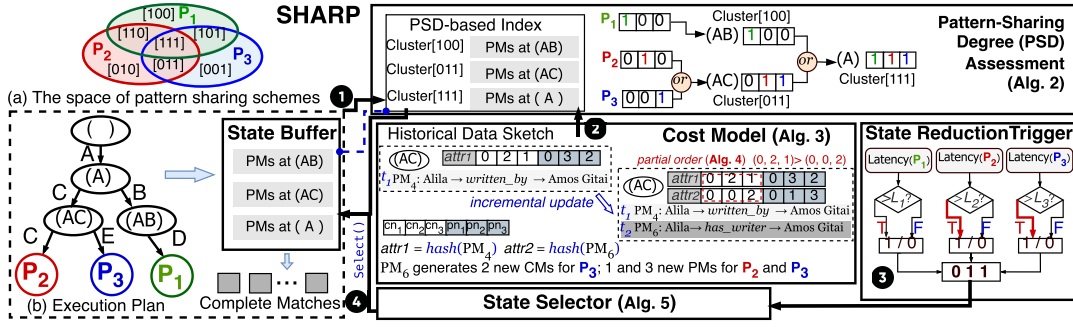 SHARP
[100]
P1
[110]
[101]
[111]
P2
P3
[011]
[010]
[001]
(a) The space of pattern sharing schemes
1
( )
A
(A)
C
B
(AC)
(AB)
C
E
D
P2
P3
P1
(b) Execution Plan
State Buffer
PMs at (AB)
PMs at (AC)
PMs at ( A )
Complete Matches
PSD-based Index
Cluster[100]
PMs at (AB)
Cluster[011]
PMs at (AC)
Cluster[111]
PMs at ( A )
2
P1
1 0 0
(AB)
Cluster[100]
1 0 0
P2
0 1 0
or
P3
0 0 1
(AC)
0 1 1
Cluster[011]
or
(A)
1 1 1
Cluster[111]
Pattern-Sharing
Degree (PSD)
Assessment
(Alg. 2)
Historical Data Sketch
Cost Model (Alg. 3)
(AC)
attr1 0 2 1 0 3 2
t1 PM4: Alila → written_by → Amos Gitai
partial order (Alg. 4) (0, 2, 1)> (0, 0, 2)
(AC)
attr1 0 2 1 0 3 2
attr2 0 0 2 0 1 3
t1 PM4: Alila → written_by → Amos Gitai
t2 PM6: Alila → has_writer → Amos Gitai
incremental update
cn1 cn2 cn3 pn1 pn2 pn3
attr1 = hash(PM4) attr2 = hash(PM6)
PM6 generates 2 new CMs for P3; 1 and 3 new PMs for P2 and P3
Select()
4
State Selector (Alg. 5)
State ReductionTrigger
Latency(P1)
Latency(P2)
Latency(P3)
>L1?
>L2?
>L3?
T F
T F
T F
1 / 0
1 / 0
1 / 0
3
0 1 1